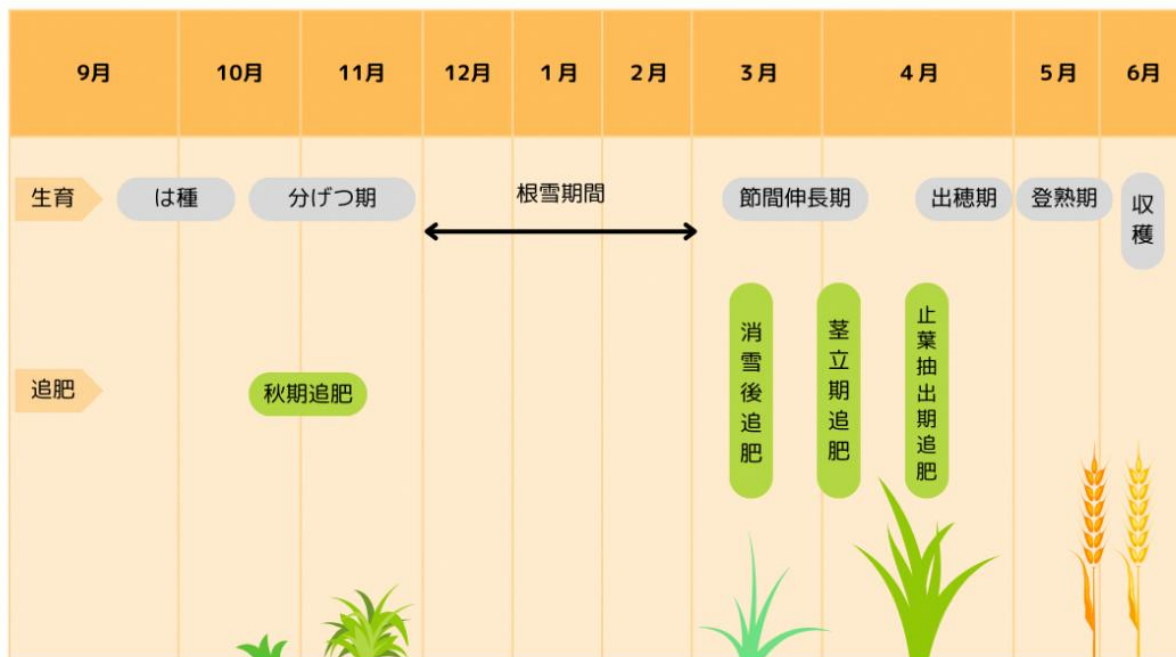 9月 10月 11月 12月 1月 2月 3月 4月 5月 6月
生育 は種 分げつ期 根雪期間 節間伸長期 出穂期 登熟期 収穫
追肥 秋期追肥 消雪後追肥 茎立期追肥 止葉抽出期追肥